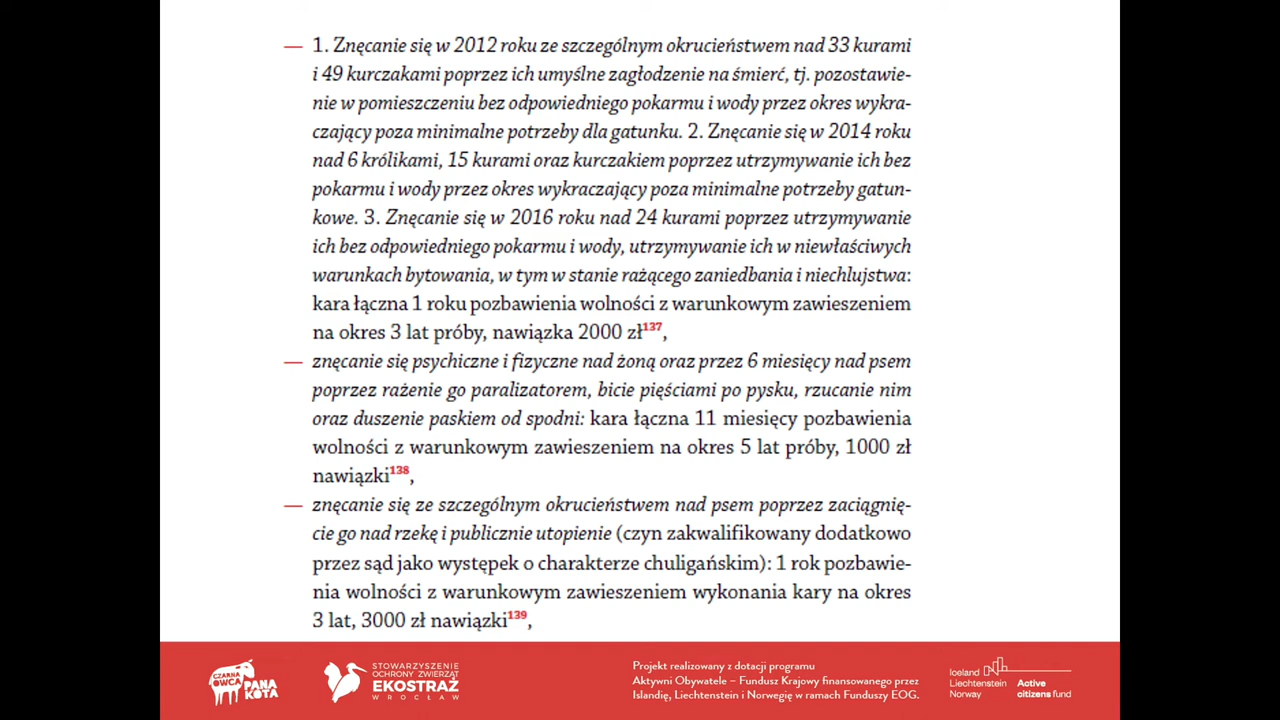 — 1. Znęcanie się w 2012 roku ze szczególnym okrucieństwem nad 33 kurami
i 49 kurczakami poprzez ich umyślne zagłodzenie na śmierć, tj. pozostawie-
nie w pomieszczeniu bez odpowiedniego pokarmu i wody przez okres wykra-
czający poza minimalne potrzeby dla gatunku. 2. Znęcanie się w 2014 roku
nad 6 królikami, 15 kurami oraz kurczakiem poprzez utrzymywanie ich bez
pokarmu i wody przez okres wykraczający poza minimalne potrzeby gatun-
kowe. 3. Znęcanie się w 2016 roku nad 24 kurami poprzez utrzymywanie
ich bez odpowiedniego pokarmu i wody, utrzymywanie ich w niewłaściwych
warunkach bytowania, w tym w stanie rażącego zaniedbania i niechlujstwa:
kara łączna 1 roku pozbawienia wolności z warunkowym zawieszeniem
na okres 3 lat próby, nawiązka 2000 zł137,
— znęcanie się psychiczne i fizyczne nad żoną oraz przez 6 miesięcy nad psem
poprzez rażenie go paralizatorem, bicie pięściami po pysku, rzucanie nim
oraz duszenie paskiem od spodni: kara łączna 11 miesięcy pozbawienia
wolności z warunkowym zawieszeniem na okres 5 lat próby, 1000 zł
nawiązki138,
— znęcanie się ze szczególnym okrucieństwem nad psem poprzez zaciągnię-
cie go nad rzekę i publicznie utopienie (czyn zakwalifikowany dodatkowo
przez sąd jako występek o charakterze chuligańskim): 1 rok pozbawie-
nia wolności z warunkowym zawieszeniem wykonania kary na okres
3 lat, 3000 zł nawiązki139,
CZARNA
OWCA
PANA
KOTA
STOWARZYSZENIE
OCHRONY ZWIERZĄT
EKOSTRAŻ
WROCŁAW
Projekt realizowany z dotacji programu
Aktywni Obywatele – Fundusz Krajowy finansowanego przez
Islandię, Liechtenstein i Norwegię w ramach Funduszy EOG.
Iceland
Liechtenstein
Norway
Active
citizens fund